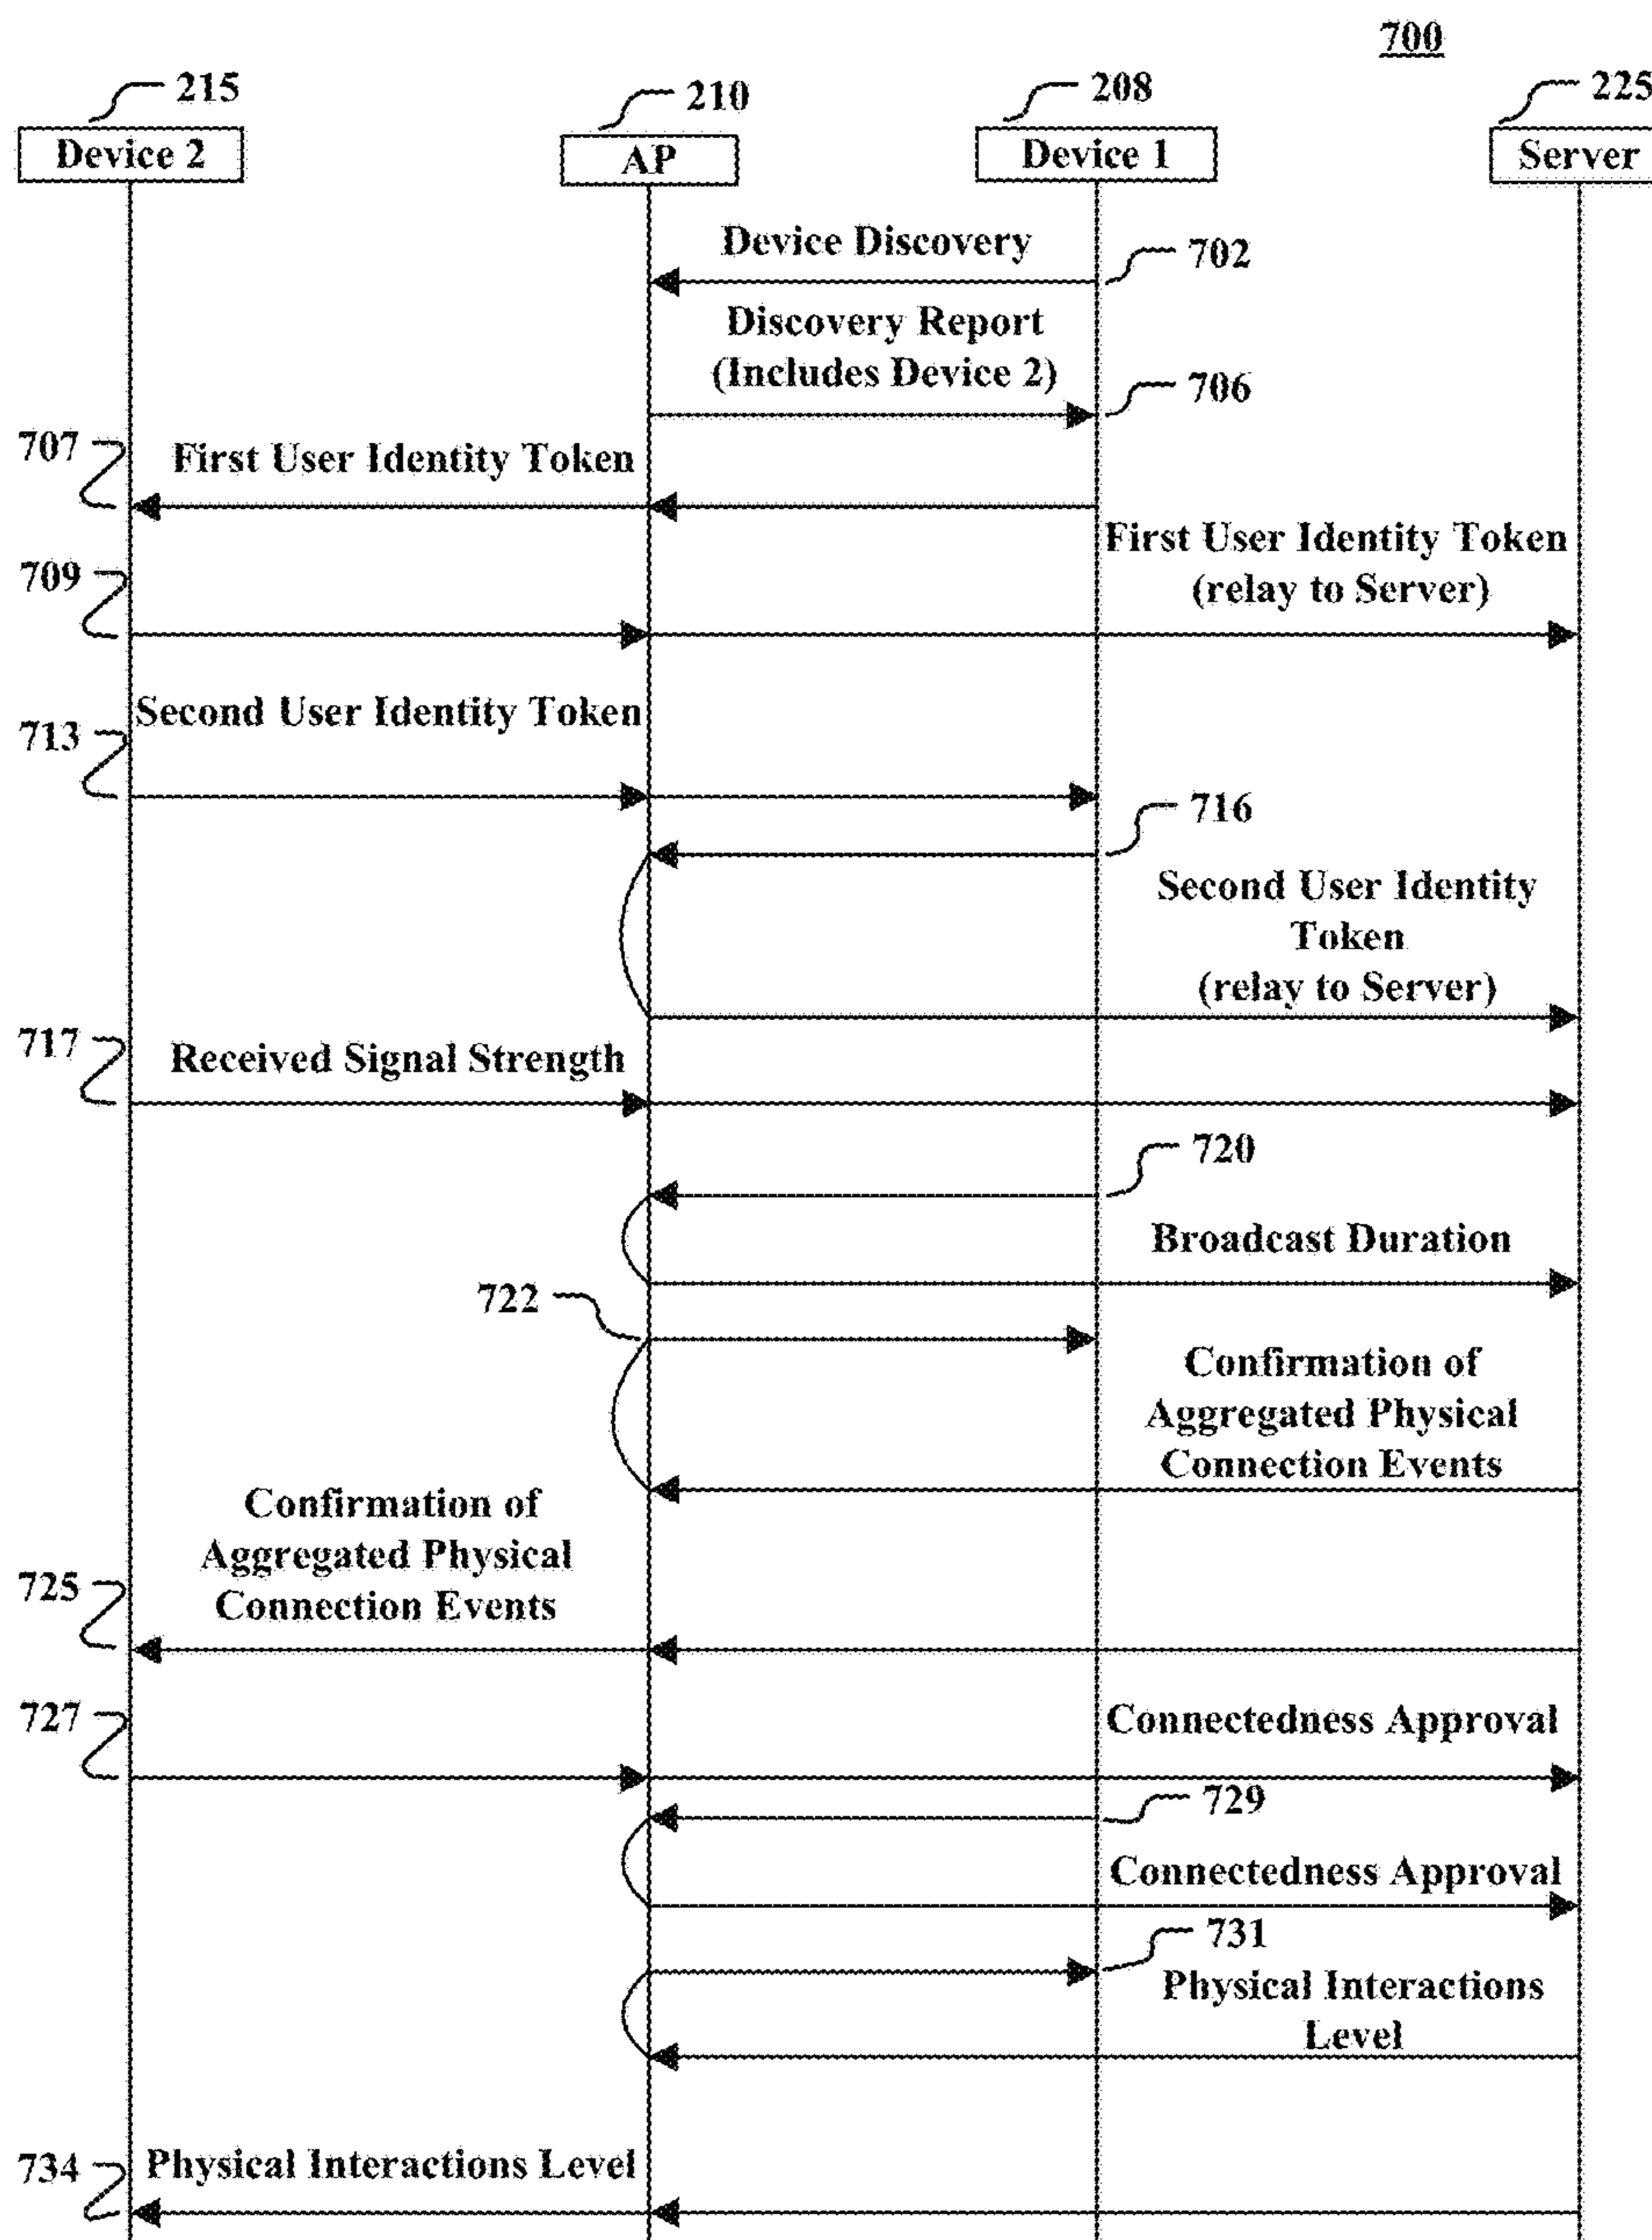 700
215
210
208
225
Device 2
AP
Device 1
Server
Device Discovery
702
Discovery Report
(Includes Device 2)
706
707
First User Identity Token
First User Identity Token
(relay to Server)
709
Second User Identity Token
713
716
Second User Identity
Token
(relay to Server)
717
Received Signal Strength
720
Broadcast Duration
722
Confirmation of
Aggregated Physical
Connection Events
Confirmation of
Aggregated Physical
Connection Events
725
727
Connectedness Approval
729
Connectedness Approval
731
Physical Interactions
Level
734
Physical Interactions Level